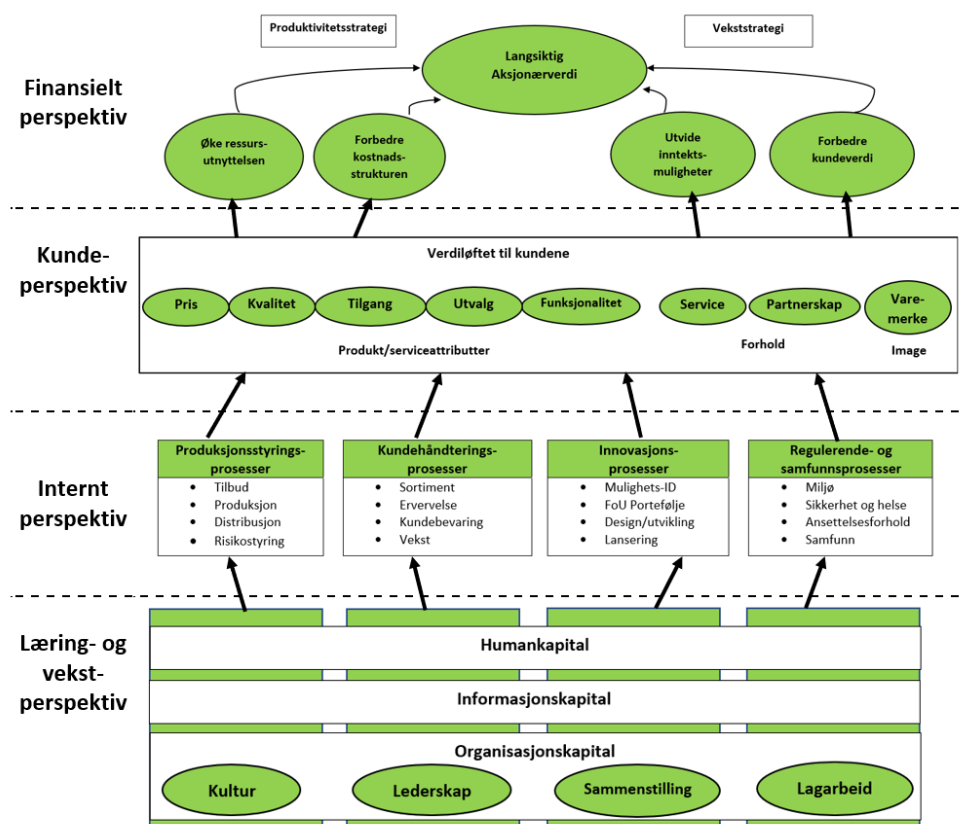 Produktivitetsstrategi
Vekststrategi
Langsiktig
Aksjonærverdi
Finansielt
perspektiv
Øke ressurs-
utnyttelsen
Forbedre
kostnads-
strukturen
Utvide
inntekts-
muligheter
Forbedre
kundeverdi
Kunde-
perspektiv
Verdiløftet til kundene
Pris
Kvalitet
Tilgang
Utvalg
Funksjonalitet
Service
Partnerskap
Vare-
merke
Produkt/serviceattributter
Forhold
Image
Internt
perspektiv
Produksjonsstyrings-
prosesser
• Tilbud
• Produksjon
• Distribusjon
• Risikostyring
Kundehåndterings-
prosesser
• Sortiment
• Ervervelse
• Kundebevaring
• Vekst
Innovasjons-
prosesser
• Mulighets-ID
• FoU Portefølje
• Design/utvikling
• Lansering
Regulerende- og
samfunnsprosesser
• Miljø
• Sikkerhet og helse
• Ansettelsesforhold
• Samfunn
Læring- og
vekst-
perspektiv
Humankapital
Informasjonskapital
Organisasjonskapital
Kultur
Lederskap
Sammenstilling
Lagarbeid